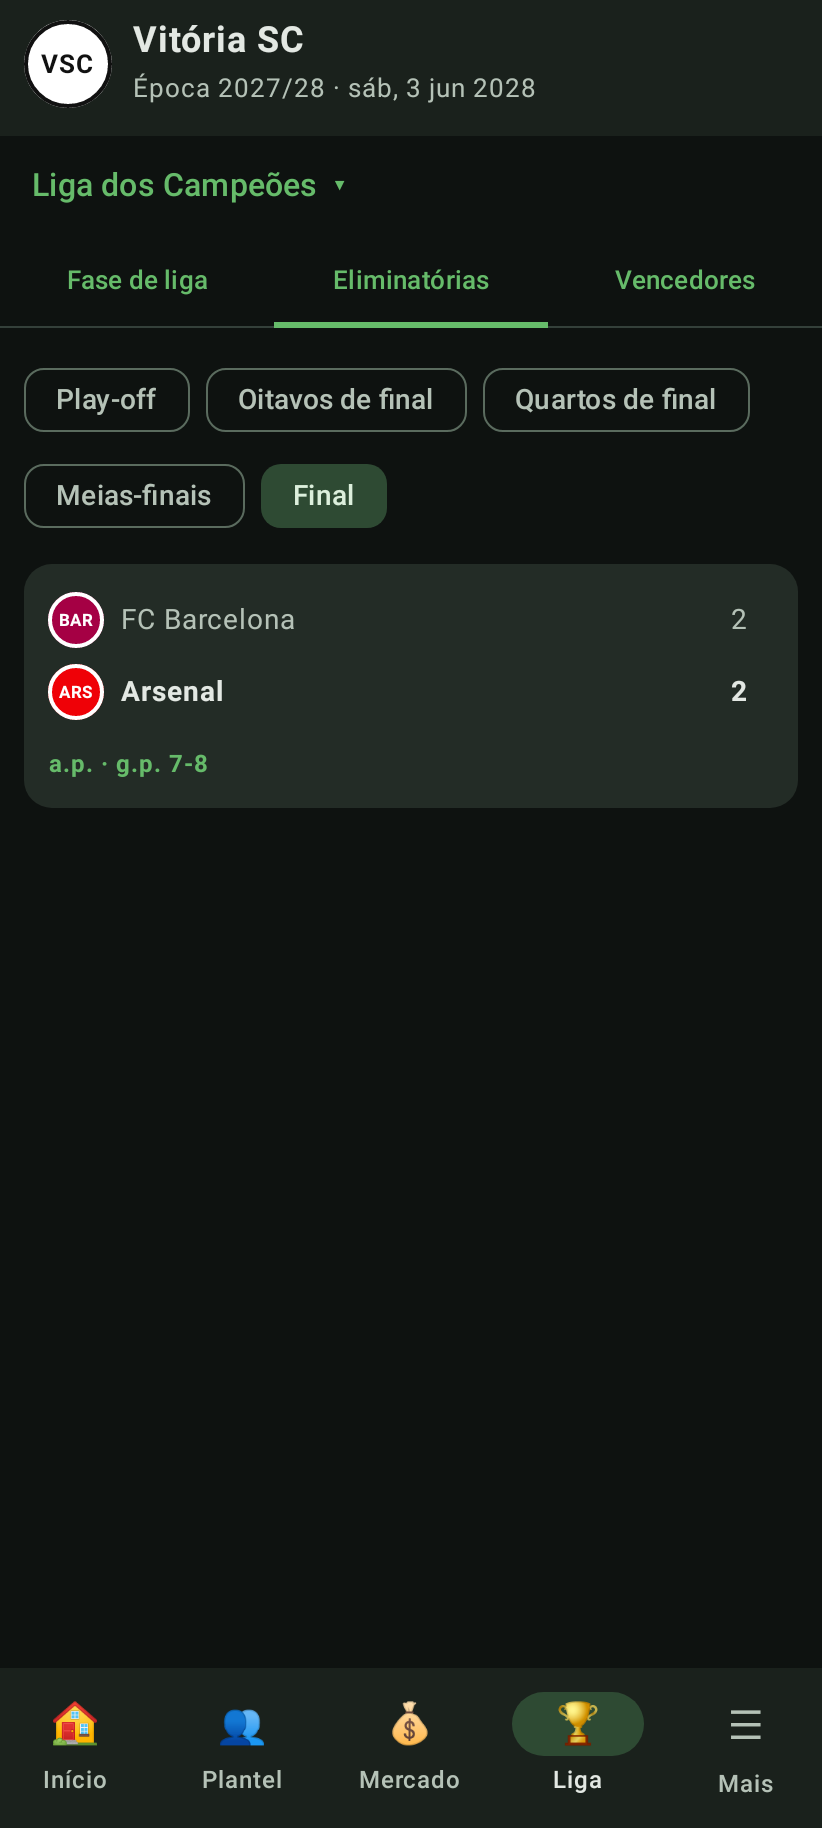 VSC
Vitória SC
Época 2027/28 · sáb, 3 jun 2028
Liga dos Campeões ▼
Fase de liga Eliminatórias Vencedores
Play-off Oitavos de final Quartos de final
Meias-finais Final
BAR FC Barcelona 2
ARS Arsenal 2
a.p. · g.p. 7-8
Início Plantel Mercado Liga Mais